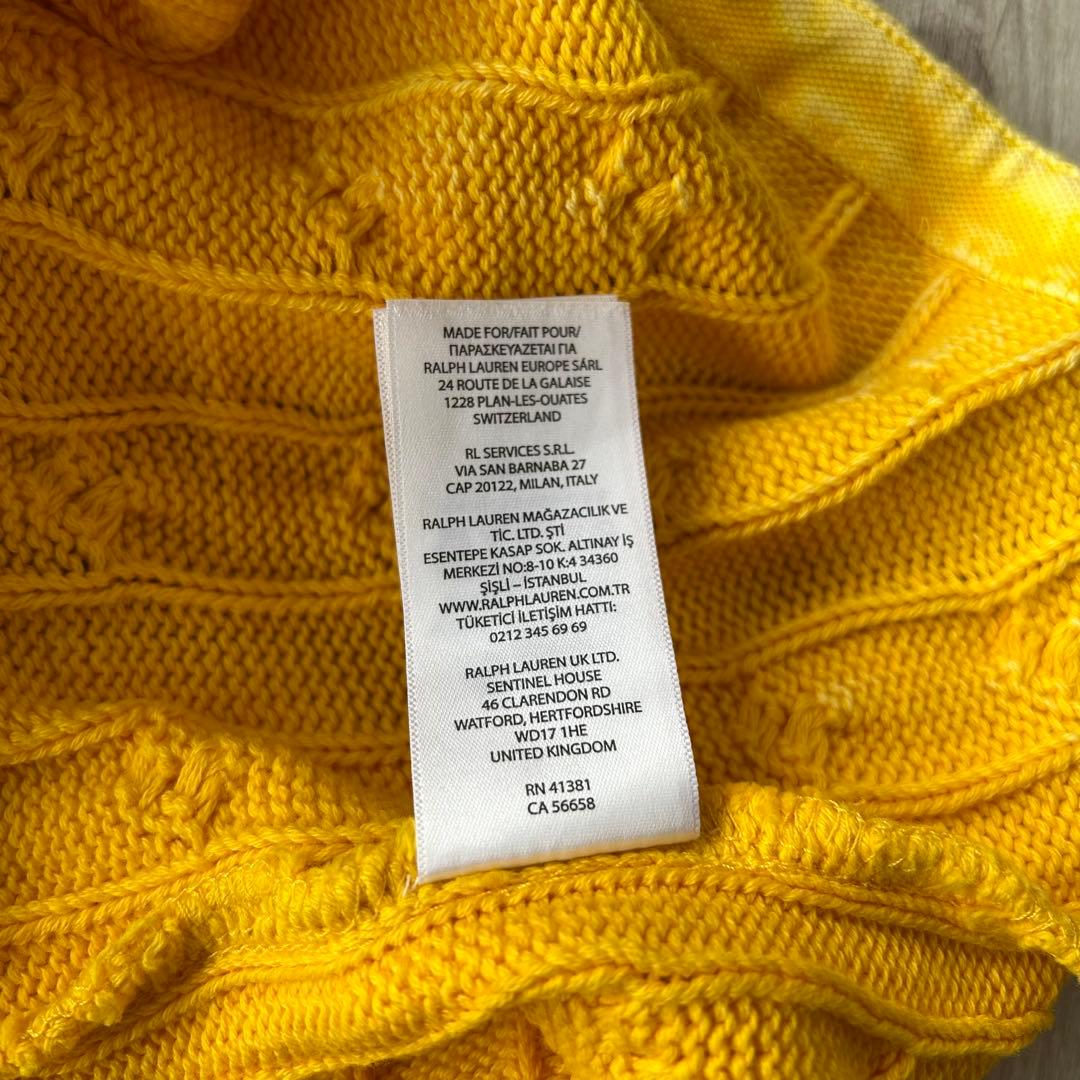 MADE FOR/FAIT POUR/
ΠΑΡΑΣΚΕΥΑΖΕΤΑΙ ΓΙΑ
RALPH LAUREN EUROPE SÁRL
24 ROUTE DE LA GALAISE
1228 PLAN-LES-OUATES
SWITZERLAND
RL SERVICES S.R.L.
VIA SAN BARNABA 27
CAP 20122, MILAN, ITALY
RALPH LAUREN MAĞAZACILIK VE
TİC. LTD. ŞTİ
ESENTEPE KASAP SOK. ALTINAY İŞ
MERKEZİ NO:8-10 K:4 34360
ŞİŞLİ – İSTANBUL
WWW.RALPHLAUREN.COM.TR
TÜKETİCİ İLETİŞİM HATTI:
0212 345 69 69
RALPH LAUREN UK LTD.
SENTINEL HOUSE
46 CLARENDON RD
WATFORD, HERTFORDSHIRE
WD17 1HE
UNITED KINGDOM
RN 41381
CA 56658